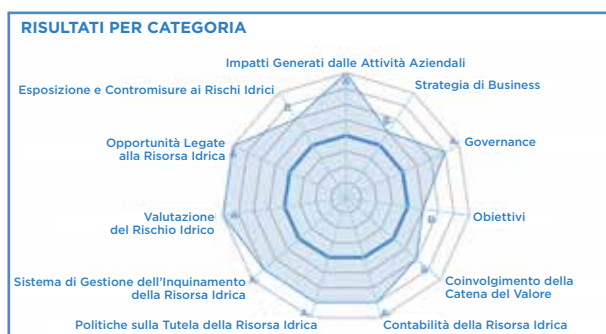 RISULTATI PER CATEGORIA
Impatti Generati dalle Attività Aziendali
Esposizione e Contromisure ai Rischi Idrici
Strategia di Business
Opportunità Legate
alla Risorsa Idrica
Governance
Valutazione
del Rischio Idrico
Obiettivi
Sistema di Gestione dell'Inquinamento
della Risorsa Idrica
Coinvolgimento della
Catena del Valore
Politiche sulla Tutela della Risorsa Idrica
Contabilità della Risorsa Idrica